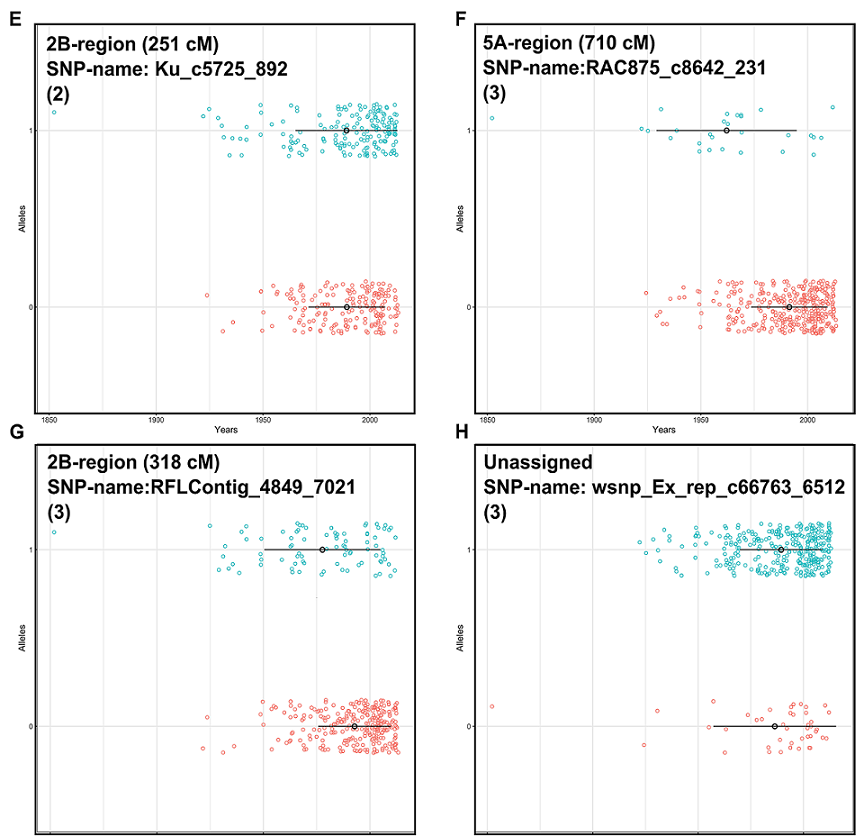 E
2B-region (251 cM)
SNP-name: Ku_c5725_892
(2)
1
Alleles
0
1850
1900
1950
2000
Years
F
5A-region (710 cM)
SNP-name:RAC875_c8642_231
(3)
1
Alleles
0
1850
1900
1950
2000
Years
G
2B-region (318 cM)
SNP-name:RFLContig_4849_7021
(3)
1
Alleles
0
H
Unassigned
SNP-name: wsnp_Ex_rep_c66763_6512
(3)
1
Alleles
0